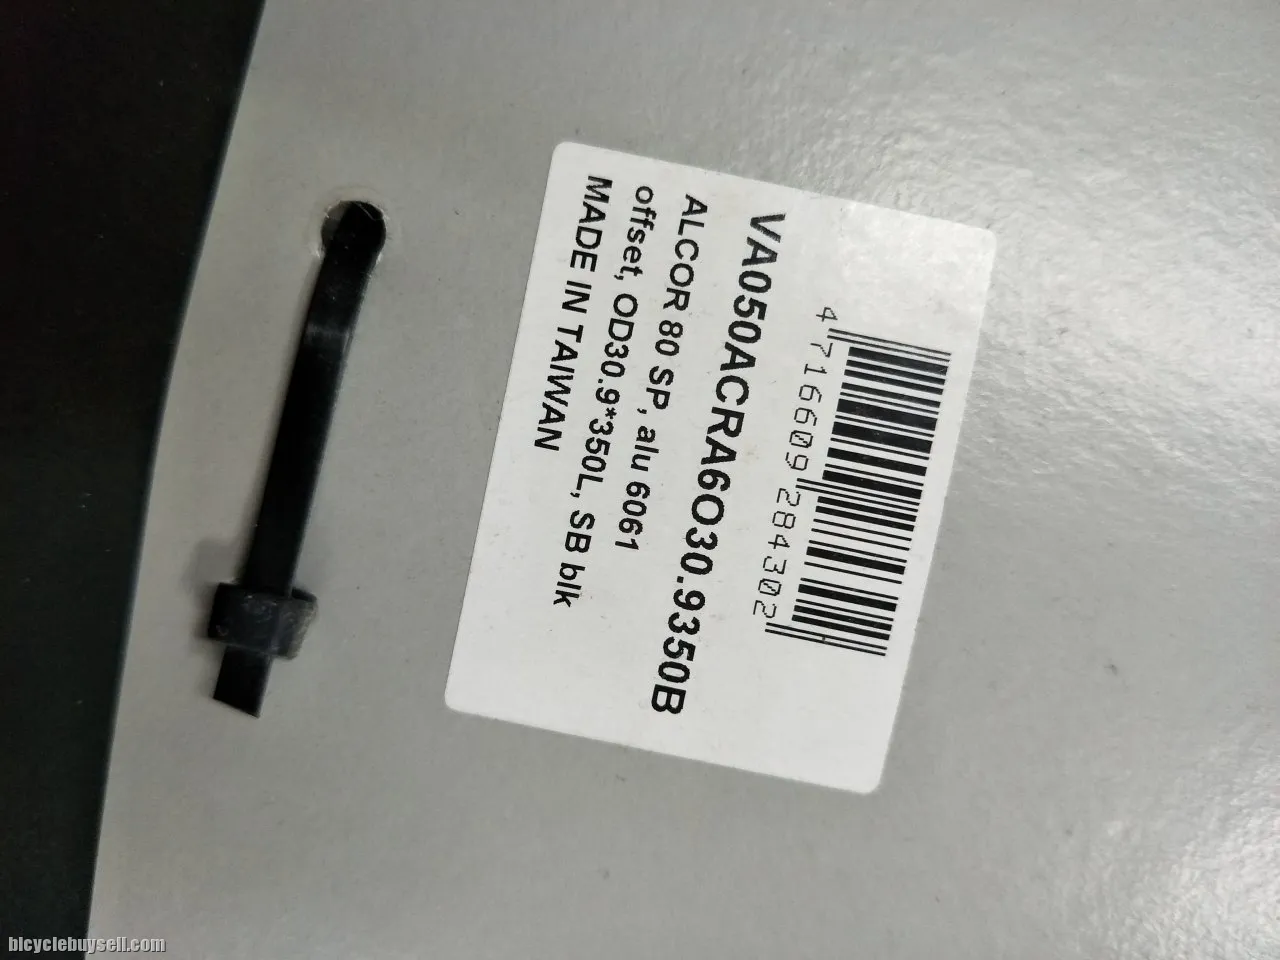 4 716609 284302
VA050ACRA6O30.9350B
ALCOR 80 SP, alu 6061
offset, OD30.9*350L, SB blk
MADE IN TAIWAN
bicyclebuysell.com